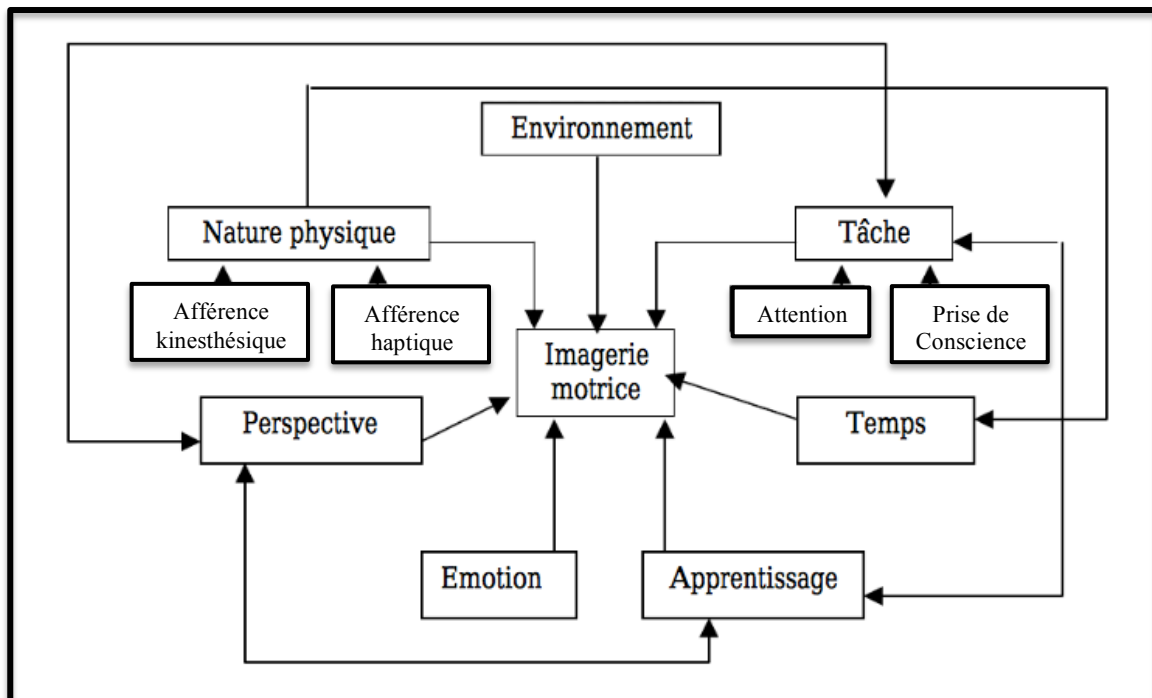 Environnement
Nature physique
Tâche
Afférence
kinesthésique
Afférence
haptique
Attention
Prise de
Conscience
Imagerie
motrice
Perspective
Temps
Emotion
Apprentissage